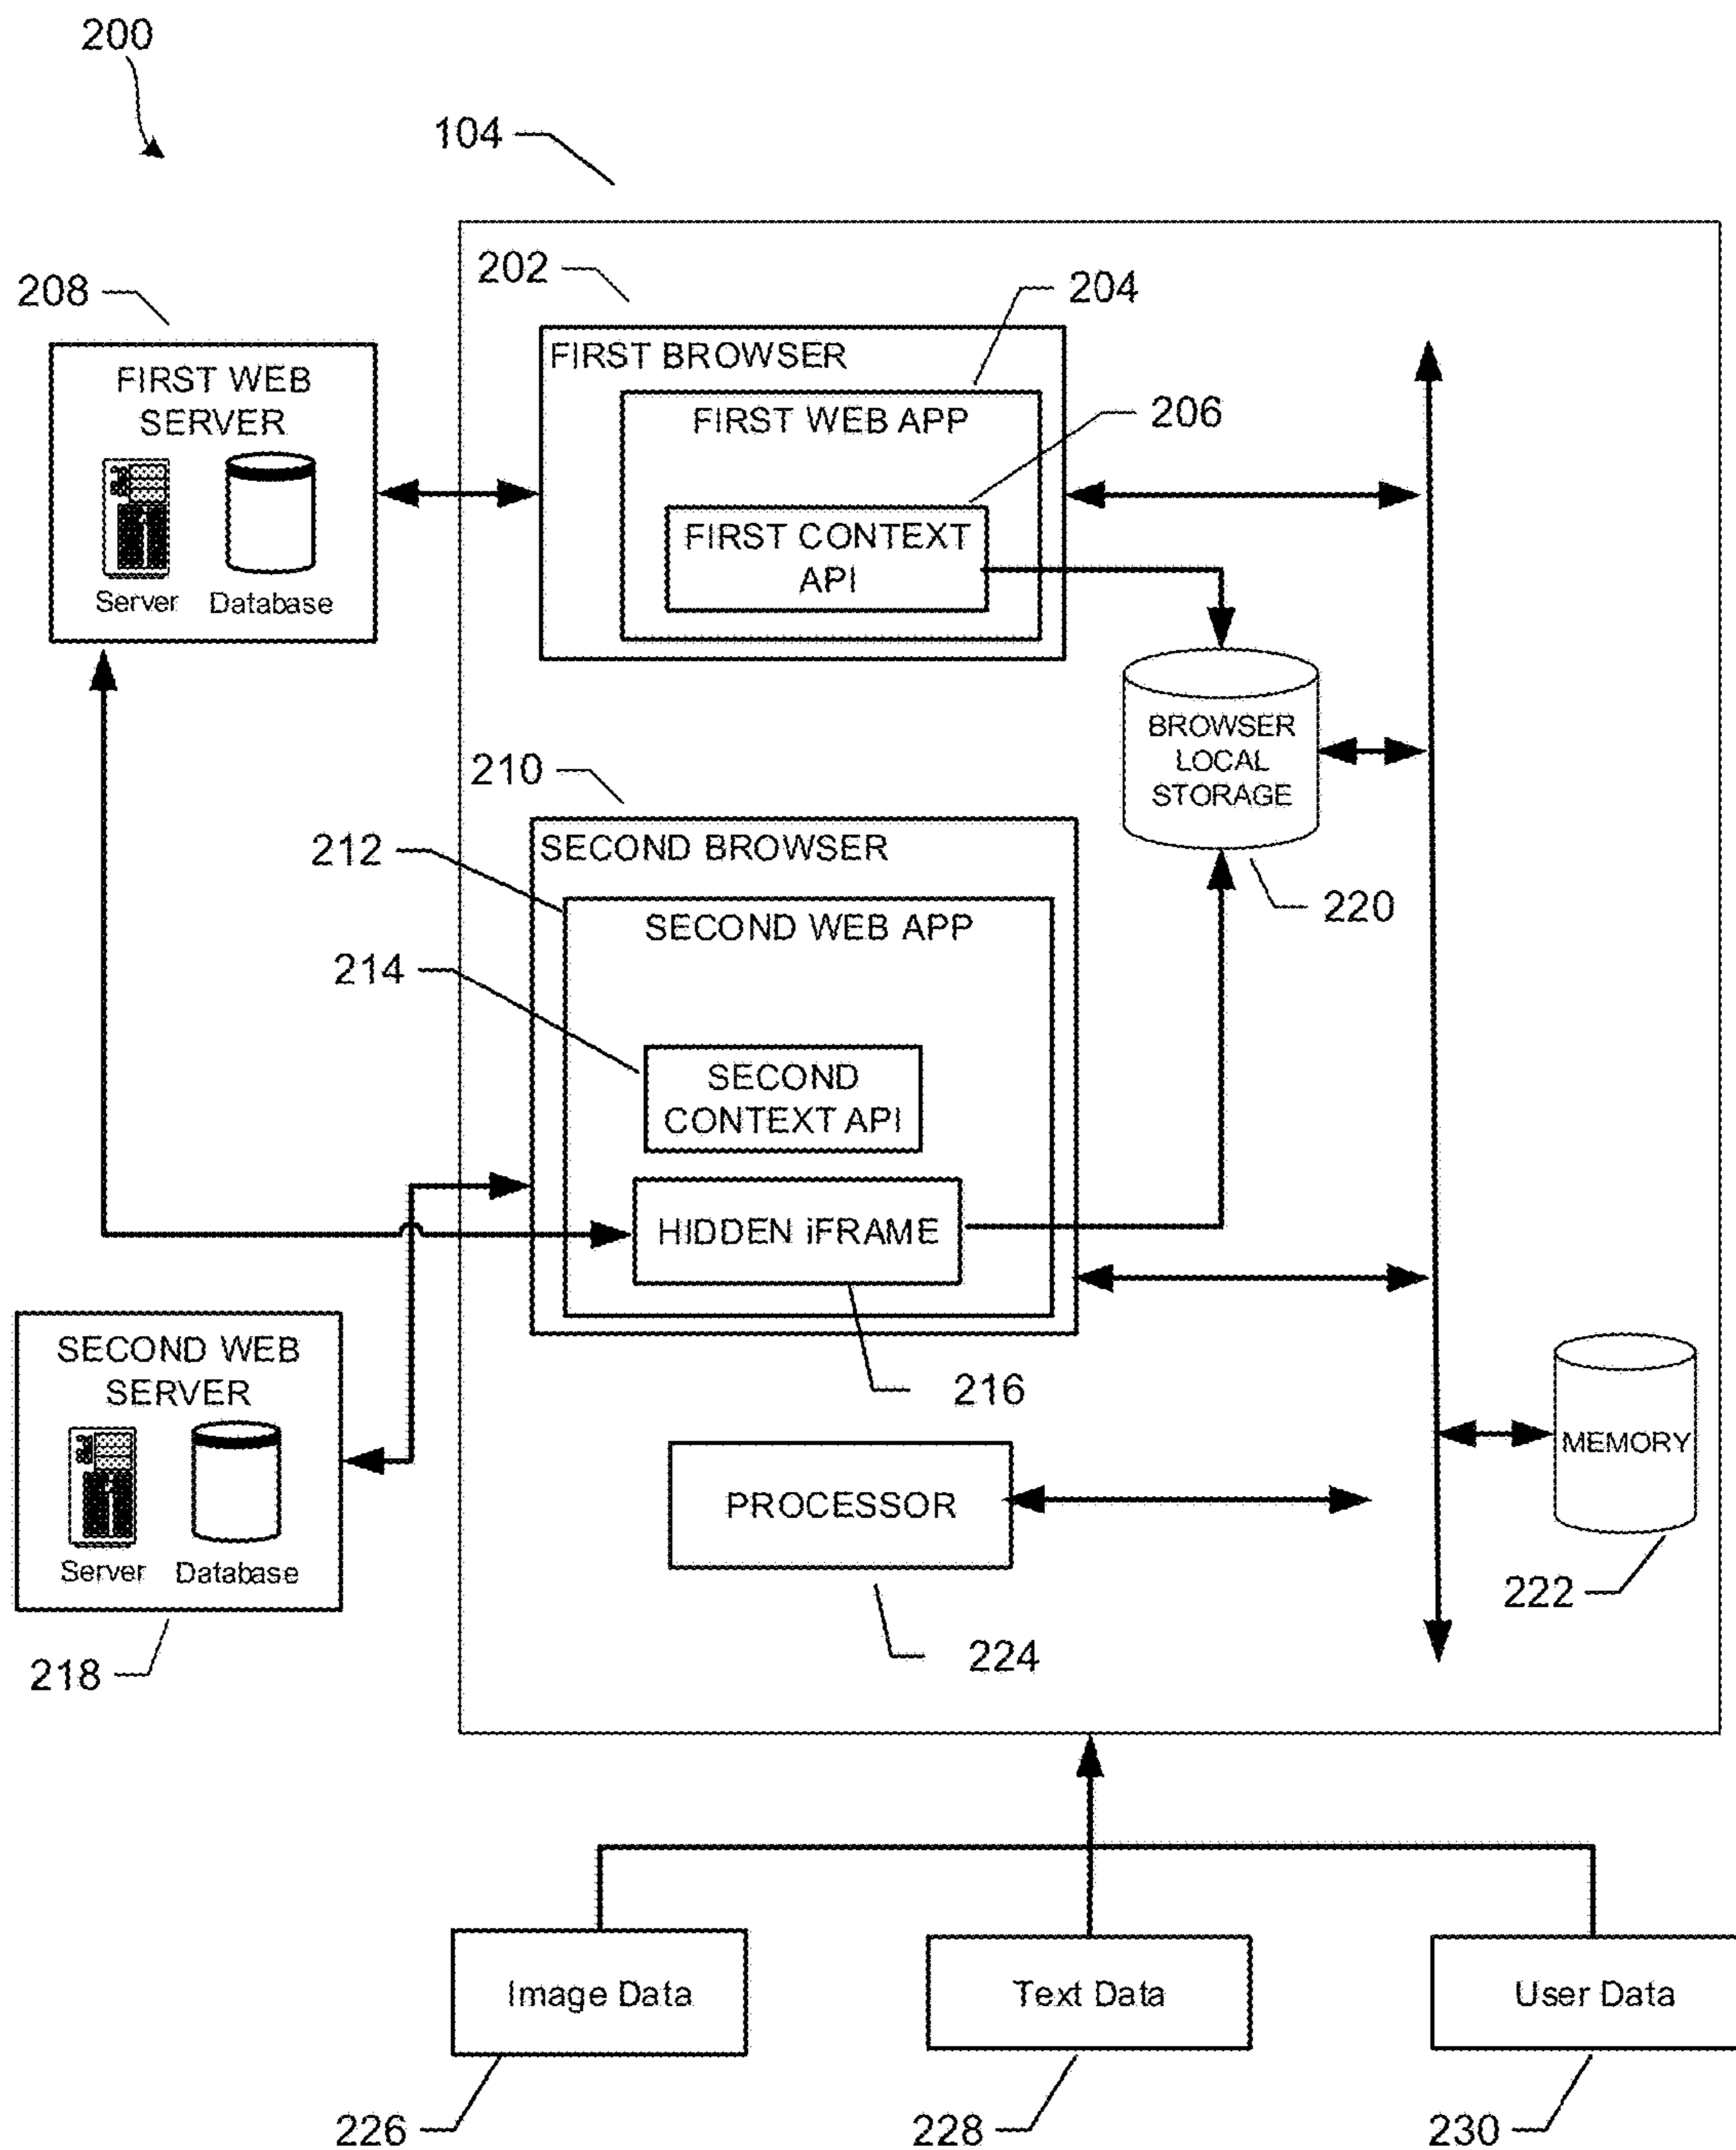 200
104
202
204
208
FIRST BROWSER
FIRST WEB
SERVER
FIRST WEB APP
206
FIRST CONTEXT
API
Server
Database
BROWSER
LOCAL
STORAGE
210
212
SECOND BROWSER
220
SECOND WEB APP
214
SECOND
CONTEXT API
HIDDEN iFRAME
SECOND WEB
SERVER
216
MEMORY
PROCESSOR
Server
Database
222
224
218
Image Data
Text Data
User Data
226
228
230